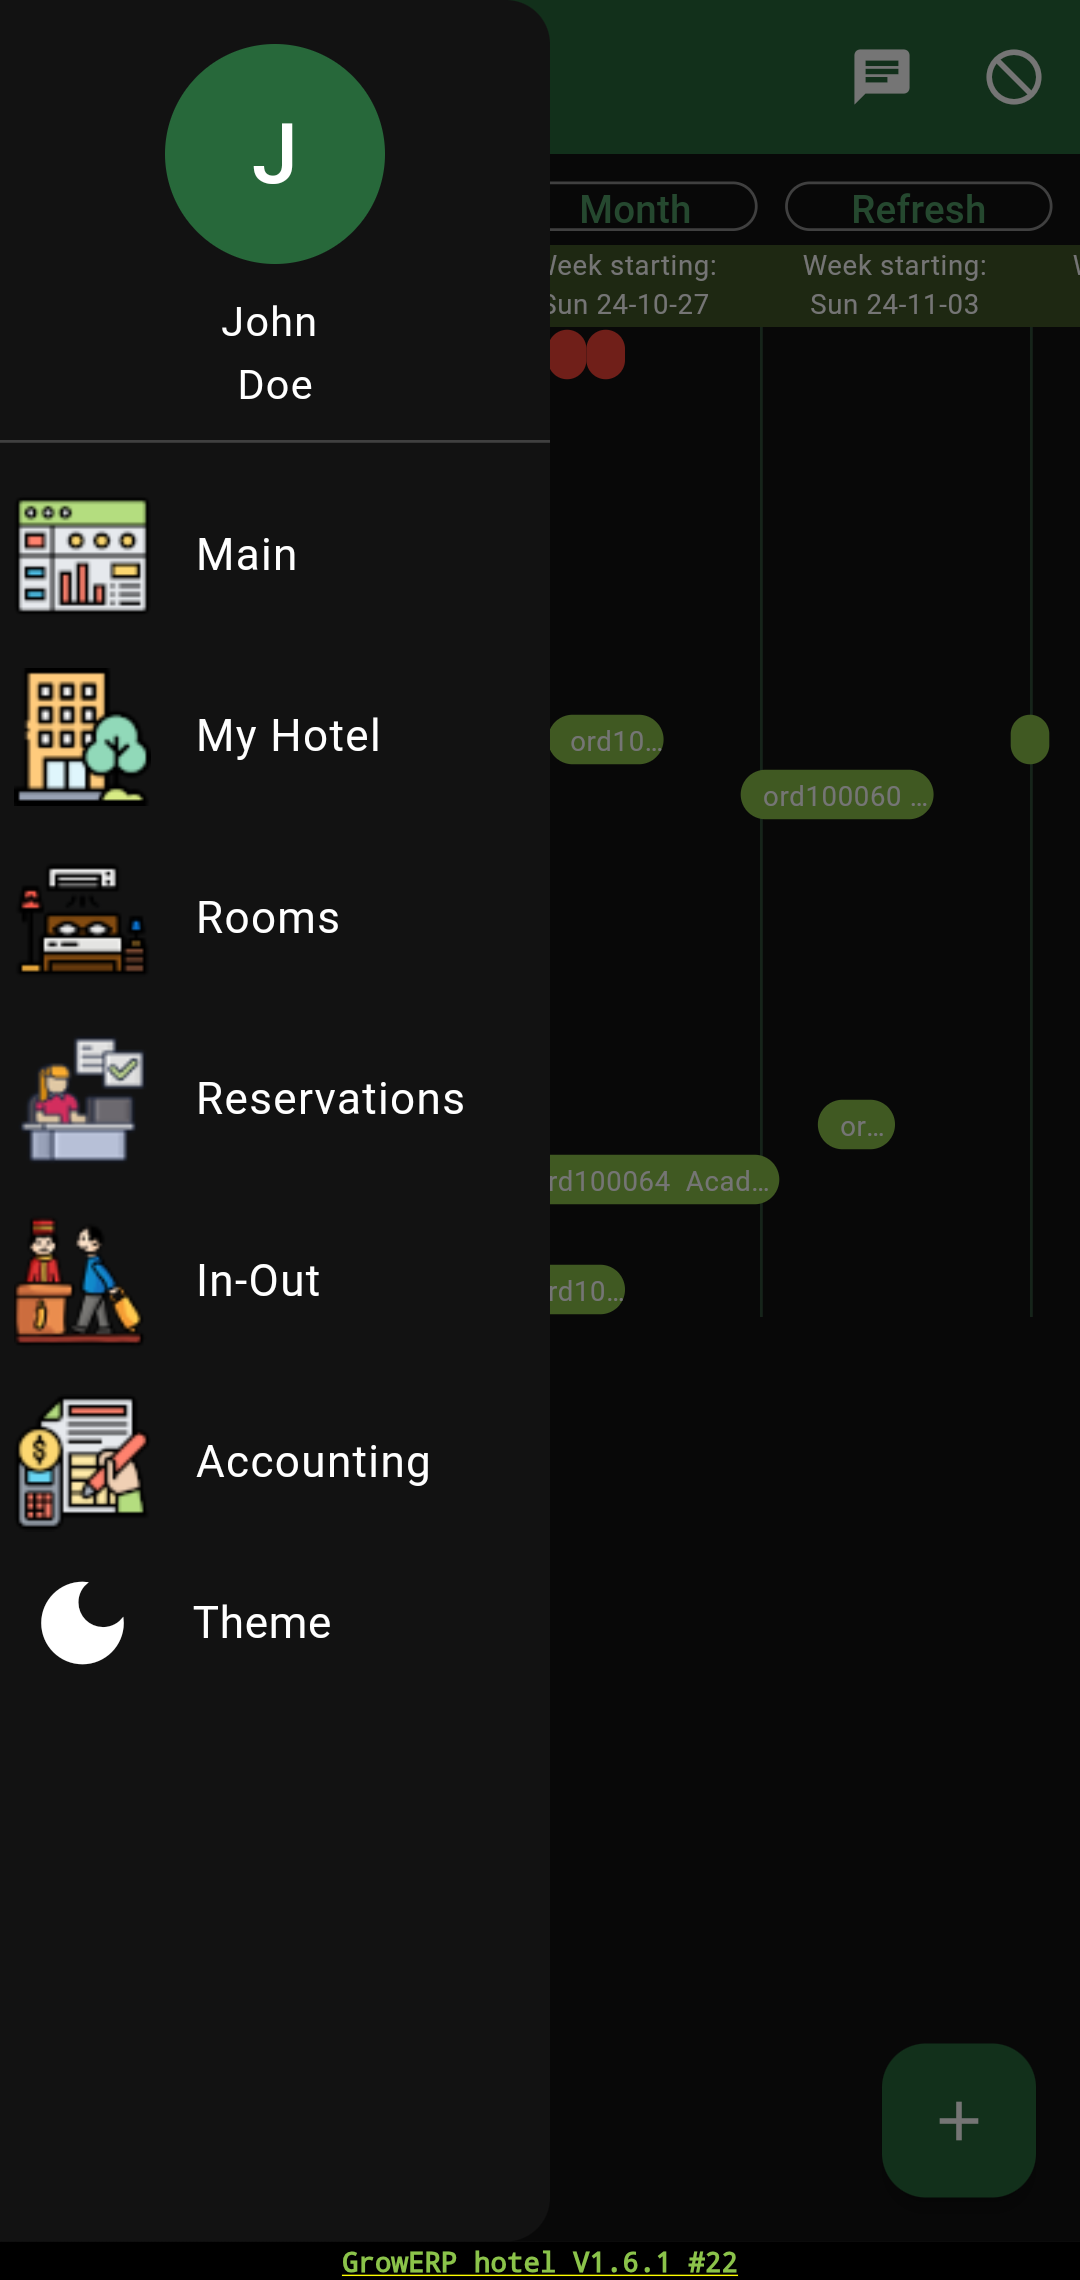 J
John
Doe
Main
My Hotel
Rooms
Reservations
In-Out
Accounting
Theme
Month
Refresh
Week starting:
Sun 24-10-27
Week starting:
Sun 24-11-03
ord10...
ord100060 ...
or...
rd100064 Acad...
rd10...
GrowERP hotel V1.6.1 #22